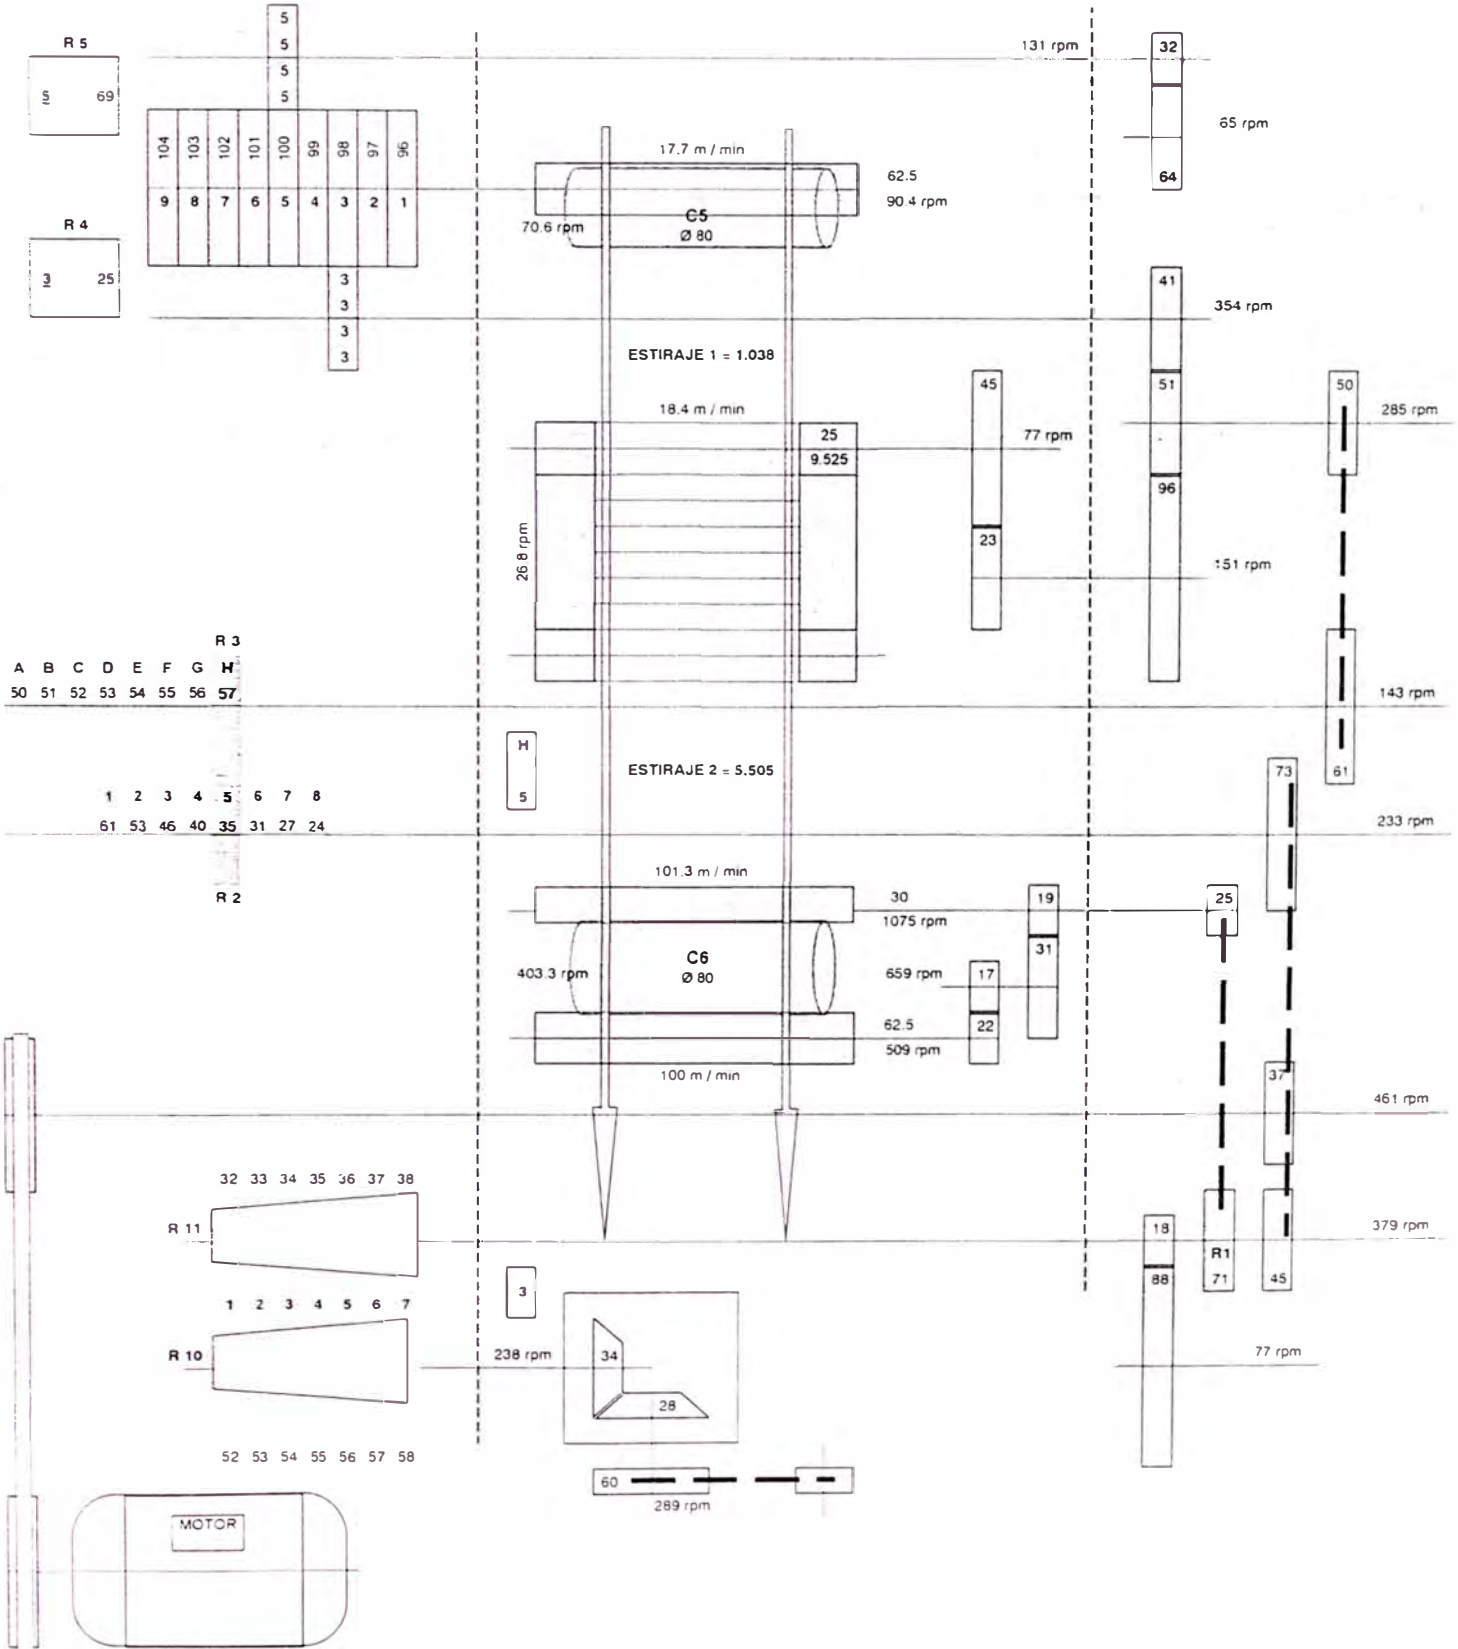 5
5
5
5
R 5
5 69
131 rpm
32
65 rpm
64
104 103 102 101 100 99 98 97 96
9 8 7 6 5 4 3 2 1
17.7 m / min
62.5
90.4 rpm
70.6 rpm
C5
Ø 80
R 4
3 25
3
3
3
3
41
354 rpm
ESTIRAJE 1 = 1.038
45
51
50
18.4 m / min
285 rpm
25
9.525
77 rpm
96
23
26.8 rpm
151 rpm
R 3
A B C D E F G H
50 51 52 53 54 55 56 57
143 rpm
H
5
ESTIRAJE 2 = 5.505
73
61
1 2 3 4 5 6 7 8
61 53 46 40 35 31 27 24
233 rpm
R 2
101.3 m / min
30
1075 rpm
19
25
31
C6
Ø 80
403.3 rpm
659 rpm
17
22
62.5
509 rpm
100 m / min
37
461 rpm
32 33 34 35 36 37 38
R 11
18
R1
71
45
379 rpm
88
3
1 2 3 4 5 6 7
R 10
238 rpm
34
28
77 rpm
52 53 54 55 56 57 58
60
289 rpm
MOTOR